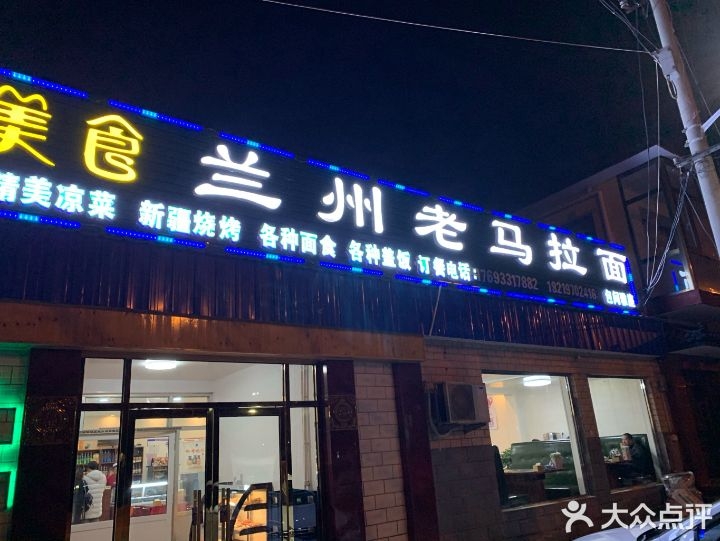 美食 兰州老马拉面
精美凉菜 新疆烧烤 各种面食 各种盖饭 订餐电话: 17693317882 18219702416
大众点评